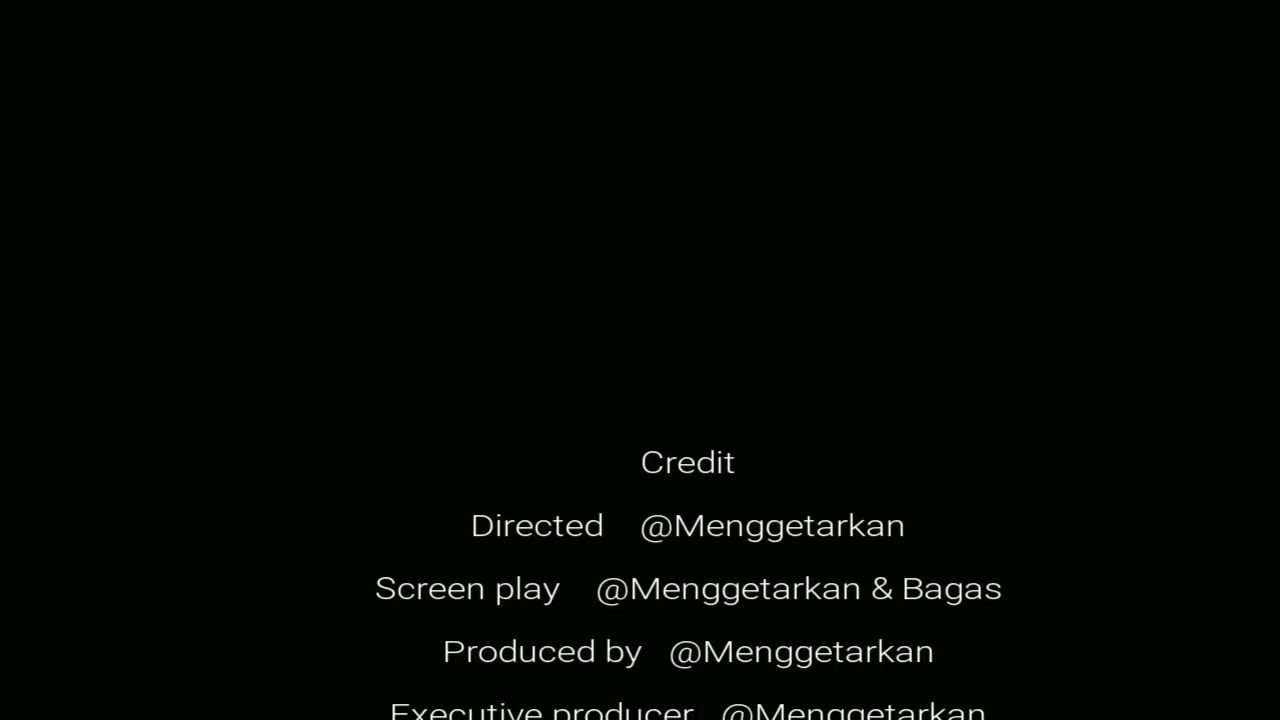 Credit
Directed @Menggetarkan
Screen play @Menggetarkan & Bagas
Produced by @Menggetarkan
Executive producer @Menggetarkan